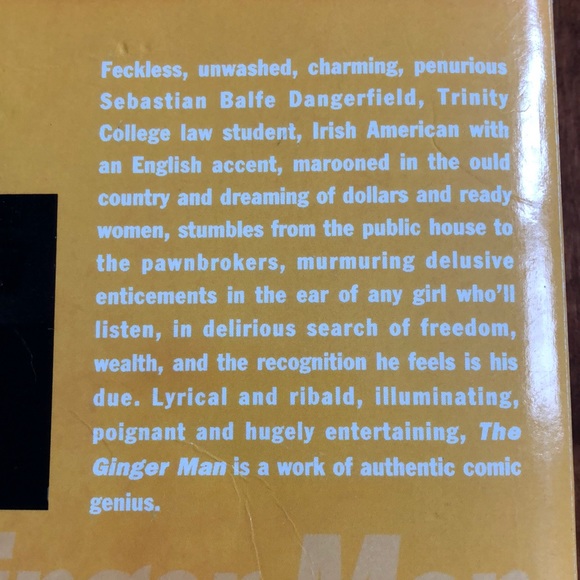 Feckless, unwashed, charming, penurious
Sebastian Balfe Dangerfield, Trinity
College law student, Irish American with
an English accent, marooned in the ould
country and dreaming of dollars and ready
women, stumbles from the public house to
the pawnbrokers, murmuring delusive
enticements in the ear of any girl who'll
listen, in delirious search of freedom,
wealth, and the recognition he feels is his
due. Lyrical and ribald, illuminating,
poignant and hugely entertaining, The
Ginger Man is a work of authentic comic
genius.
Ginger Man